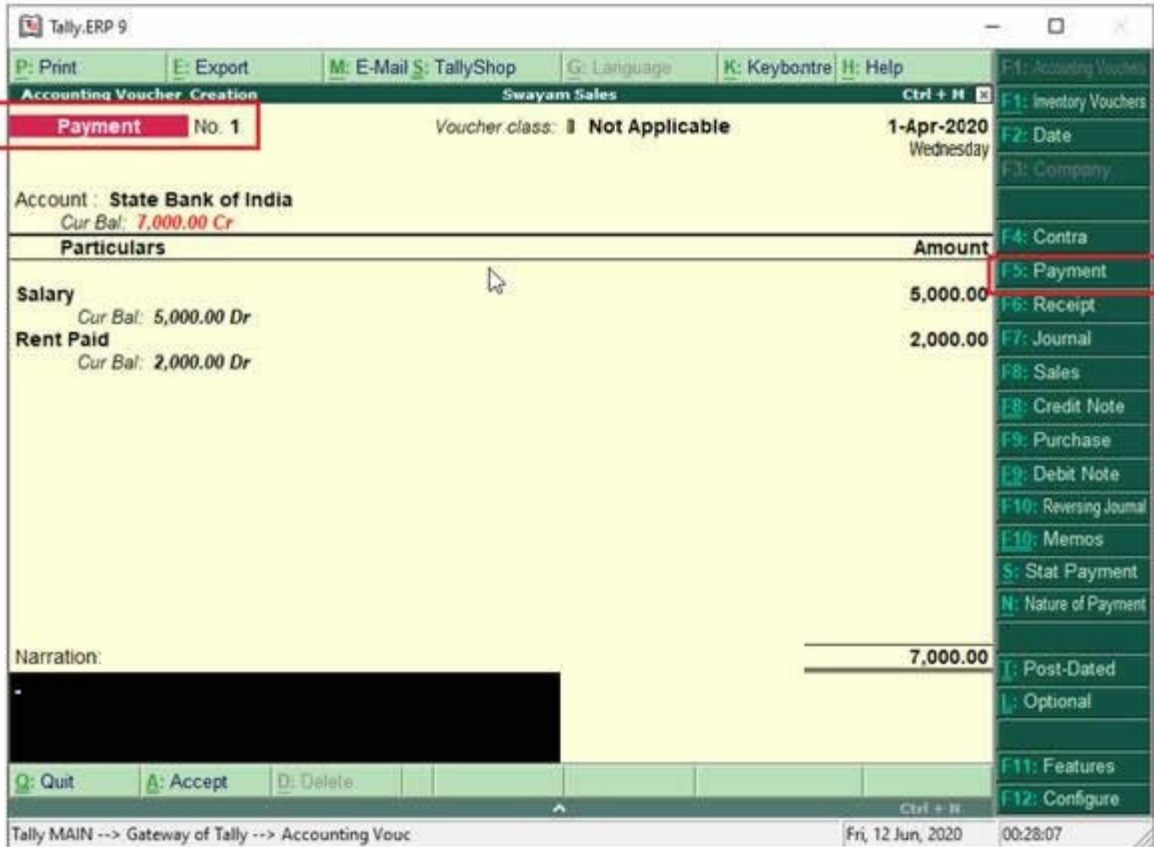 Tally.ERP 9
P: Print E: Export M: E-Mail S: TallyShop G: Language K: Keybontre H: Help
Accounting Voucher Creation Swayam Sales Ctrl + M
Payment No. 1 Voucher class: Not Applicable 1-Apr-2020
Wednesday
Account : State Bank of India
Cur Bal: 7,000.00 Cr
Particulars Amount
Salary 5,000.00
Cur Bal: 5,000.00 Dr
Rent Paid 2,000.00
Cur Bal: 2,000.00 Dr
Narration: 7,000.00
Q: Quit A: Accept D: Delete
Ctrl + N
Tally MAIN --> Gateway of Tally --> Accounting Vouc Fri, 12 Jun, 2020 00:28:07
F1: Accounting Vouchers
F1: Inventory Vouchers
F2: Date
F3: Company
F4: Contra
F5: Payment
F6: Receipt
F7: Journal
F8: Sales
F8: Credit Note
F9: Purchase
F9: Debit Note
F10: Reversing Journal
F10: Memos
S: Stat Payment
N: Nature of Payment
T: Post-Dated
L: Optional
F11: Features
F12: Configure